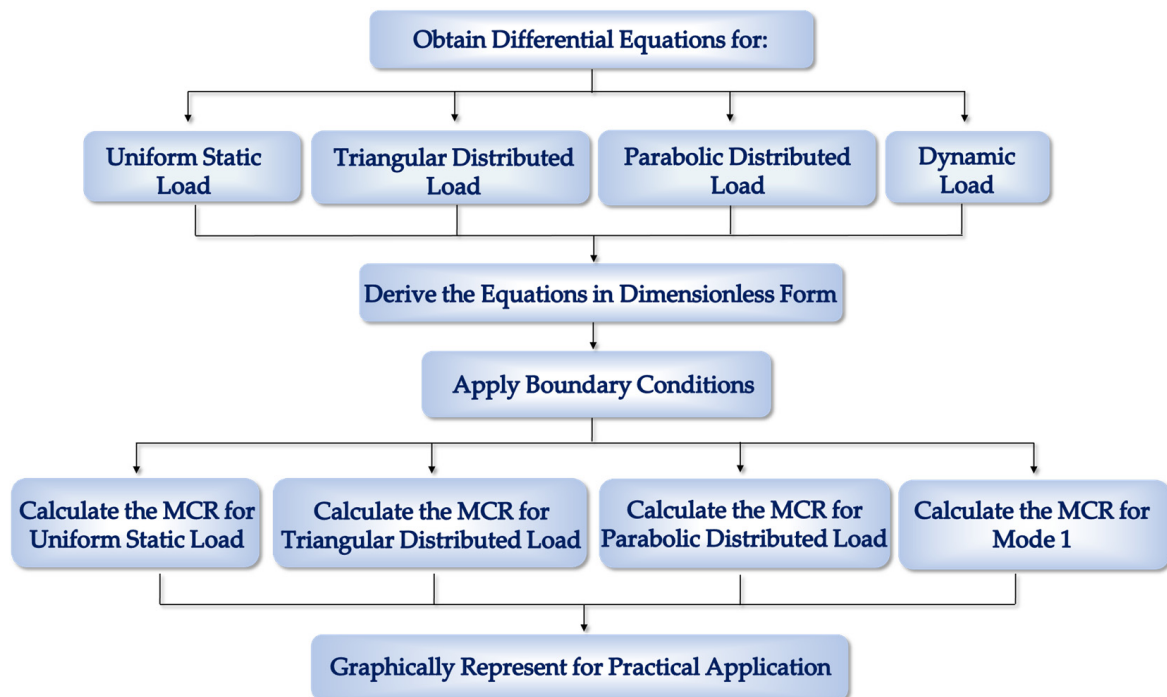 Obtain Differential Equations for:
Uniform Static
Load
Triangular Distributed
Load
Parabolic Distributed
Load
Dynamic
Load
Derive the Equations in Dimensionless Form
Apply Boundary Conditions
Calculate the MCR for
Uniform Static Load
Calculate the MCR for
Triangular Distributed Load
Calculate the MCR for
Parabolic Distributed Load
Calculate the MCR for
Mode 1
Graphically Represent for Practical Application